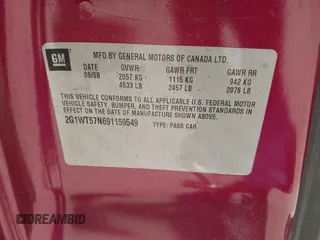 GM
MFD BY GENERAL MOTORS OF CANADA LTD.
DATE GVWR GAWR FRT GAWR RR
09/08 2057 KG 1115 KG 942 KG
4533 LB 2457 LB 2076 LB
THIS VEHICLE CONFORMS TO ALL APPLICABLE U.S. FEDERAL MOTOR
VEHICLE SAFETY, BUMPER, AND THEFT PREVENTION STANDARDS
IN EFFECT ON THE DATE OF MANUFACTURE SHOWN ABOVE.
2G1WT57N691159549 TYPE: PASS CAR
DREAMBID